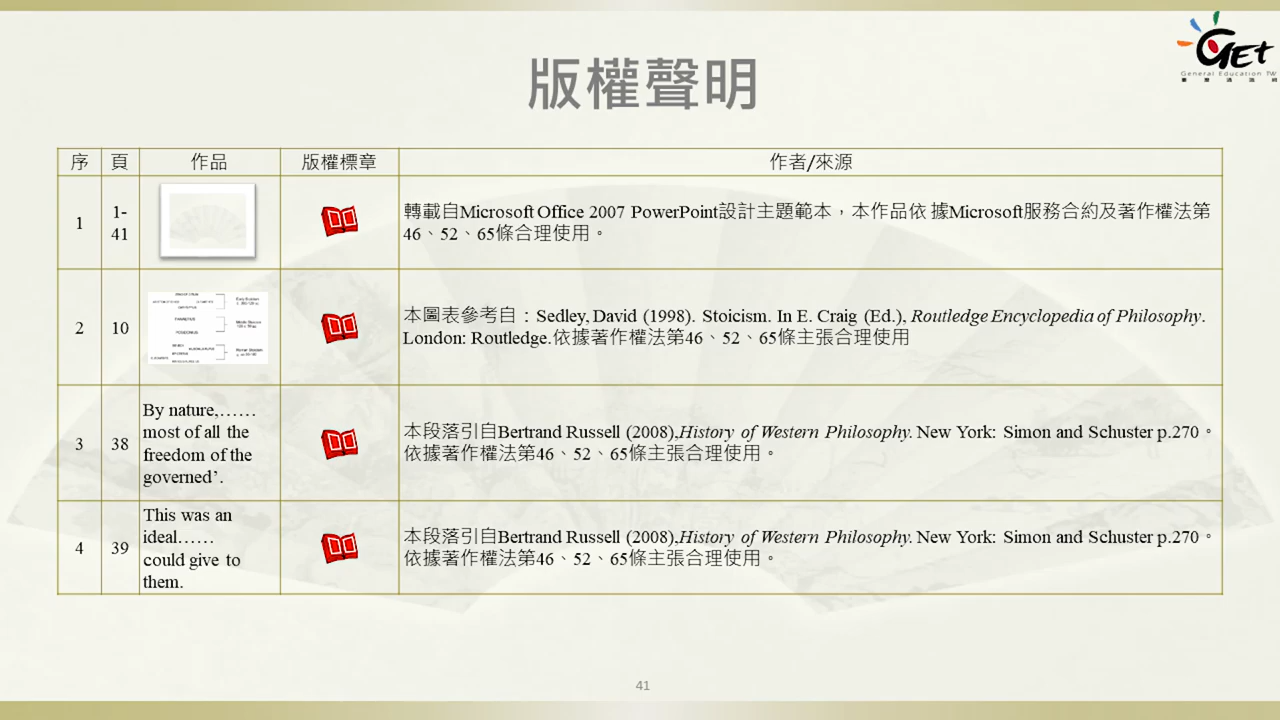 GET
General Education TW
版權聲明
序 頁 作品 版權標章 作者/來源
1 1-41
轉載自Microsoft Office 2007 PowerPoint設計主題範本，本作品依 據Microsoft服務合約及著作權法第
46、52、65條合理使用。
2 10
本圖表參考自：Sedley, David (1998). Stoicism. In E. Craig (Ed.), Routledge Encyclopedia of Philosophy.
London: Routledge.依據著作權法第46、52、65條主張合理使用
3 38
By nature,……
most of all the
freedom of the
governed’.
本段落引自Bertrand Russell (2008),History of Western Philosophy. New York: Simon and Schuster p.270。
依據著作權法第46、52、65條主張合理使用。
4 39
This was an
ideal……
could give to
them.
本段落引自Bertrand Russell (2008),History of Western Philosophy. New York: Simon and Schuster p.270。
依據著作權法第46、52、65條主張合理使用。
41